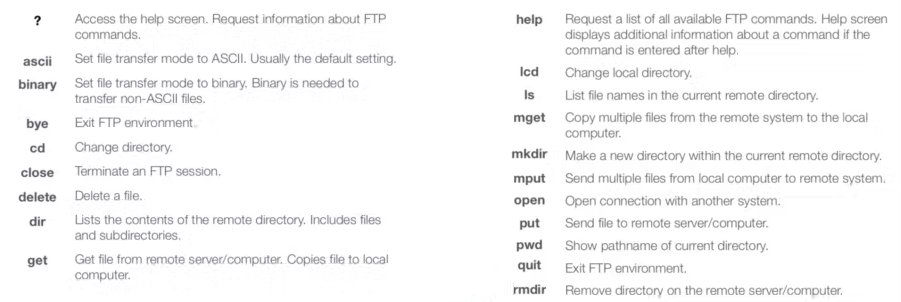 ? Access the help screen. Request information about FTP
commands.
ascii Set file transfer mode to ASCII. Usually the default setting.
binary Set file transfer mode to binary. Binary is needed to
transfer non-ASCII files.
bye Exit FTP environment.
cd Change directory.
close Terminate an FTP session.
delete Delete a file.
dir Lists the contents of the remote directory. Includes files
and subdirectories.
get Get file from remote server/computer. Copies file to local
computer.
help Request a list of all available FTP commands. Help screen
displays additional information about a command if the
command is entered after help.
lcd Change local directory.
ls List file names in the current remote directory.
mget Copy multiple files from the remote system to the local
computer.
mkdir Make a new directory within the current remote directory.
mput Send multiple files from local computer to remote system.
open Open connection with another system.
put Send file to remote server/computer.
pwd Show pathname of current directory.
quit Exit FTP environment.
rmdir Remove directory on the remote server/computer.